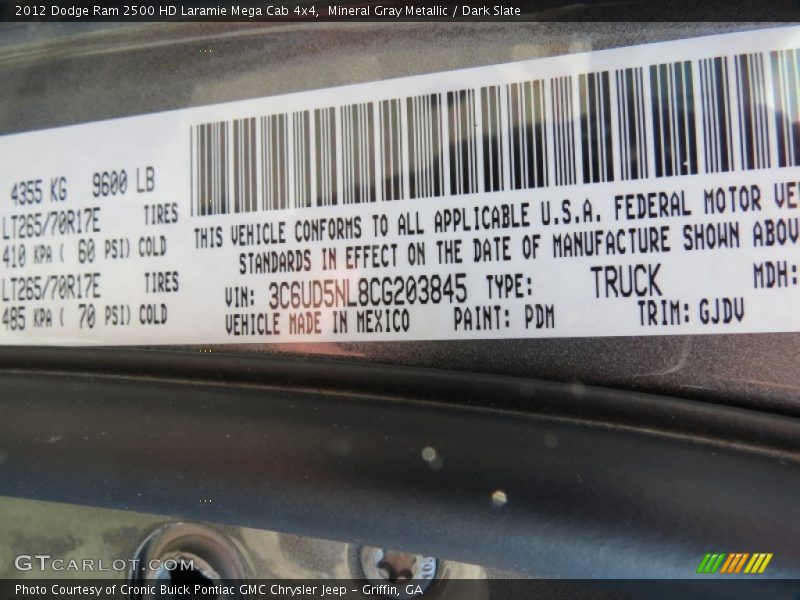 2012 Dodge Ram 2500 HD Laramie Mega Cab 4x4, Mineral Gray Metallic / Dark Slate
4355 KG 9600 LB
LT265/70R17E TIRES
410 KPA ( 60 PSI) COLD
LT265/70R17E TIRES
485 KPA ( 70 PSI) COLD
THIS VEHICLE CONFORMS TO ALL APPLICABLE U.S.A. FEDERAL MOTOR VE
STANDARDS IN EFFECT ON THE DATE OF MANUFACTURE SHOWN ABOV
VIN: 3C6UD5NL8CG203845 TYPE: TRUCK MDH:
VEHICLE MADE IN MEXICO PAINT: PDM TRIM: GJDV
GTCARLOT.COM
Photo Courtesy of Cronic Buick Pontiac GMC Chrysler Jeep - Griffin, GA